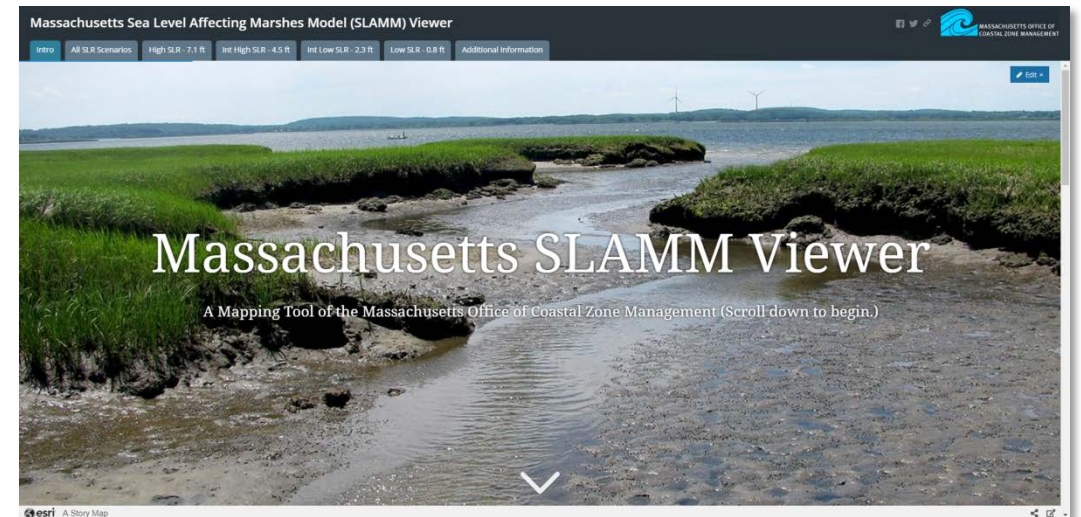 Massachusetts Sea Level Affecting Marshes Model (SLAMM) Viewer
MASSACHUSETTS OFFICE OF
COASTAL ZONE MANAGEMENT
Intro
All SLR Scenarios
High SLR - 7.1 ft
Int High SLR - 4.5 ft
Int Low SLR - 2.3 ft
Low SLR - 0.8 ft
Additional Information
Edit ×
Massachusetts SLAMM Viewer
A Mapping Tool of the Massachusetts Office of Coastal Zone Management (Scroll down to begin.)
esri A Story Map